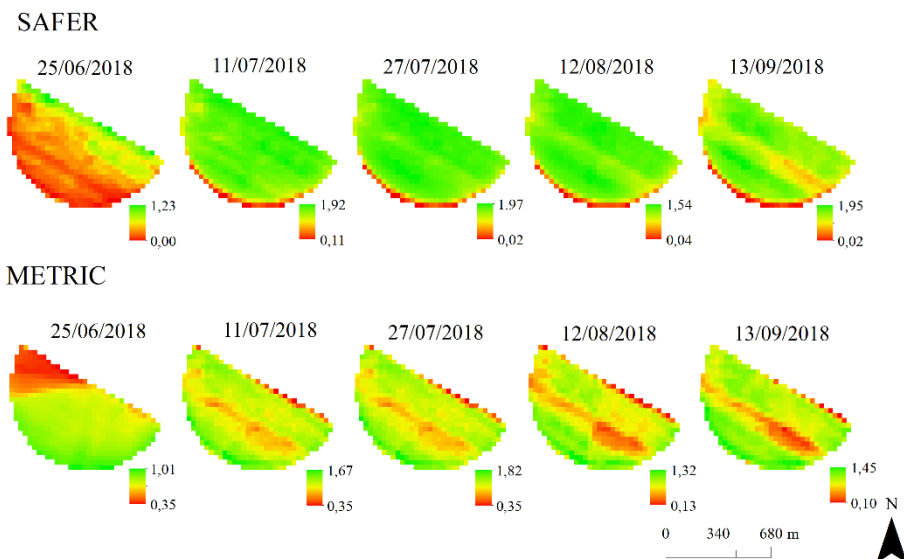 SAFER
25/06/2018 11/07/2018 27/07/2018 12/08/2018 13/09/2018
1,23 1,92 1,97 1,54 1,95
0,00 0,11 0,02 0,04 0,02
METRIC
25/06/2018 11/07/2018 27/07/2018 12/08/2018 13/09/2018
1,01 1,67 1,82 1,32 1,45
0,35 0,35 0,35 0,13 0,10
N
0 340 680 m